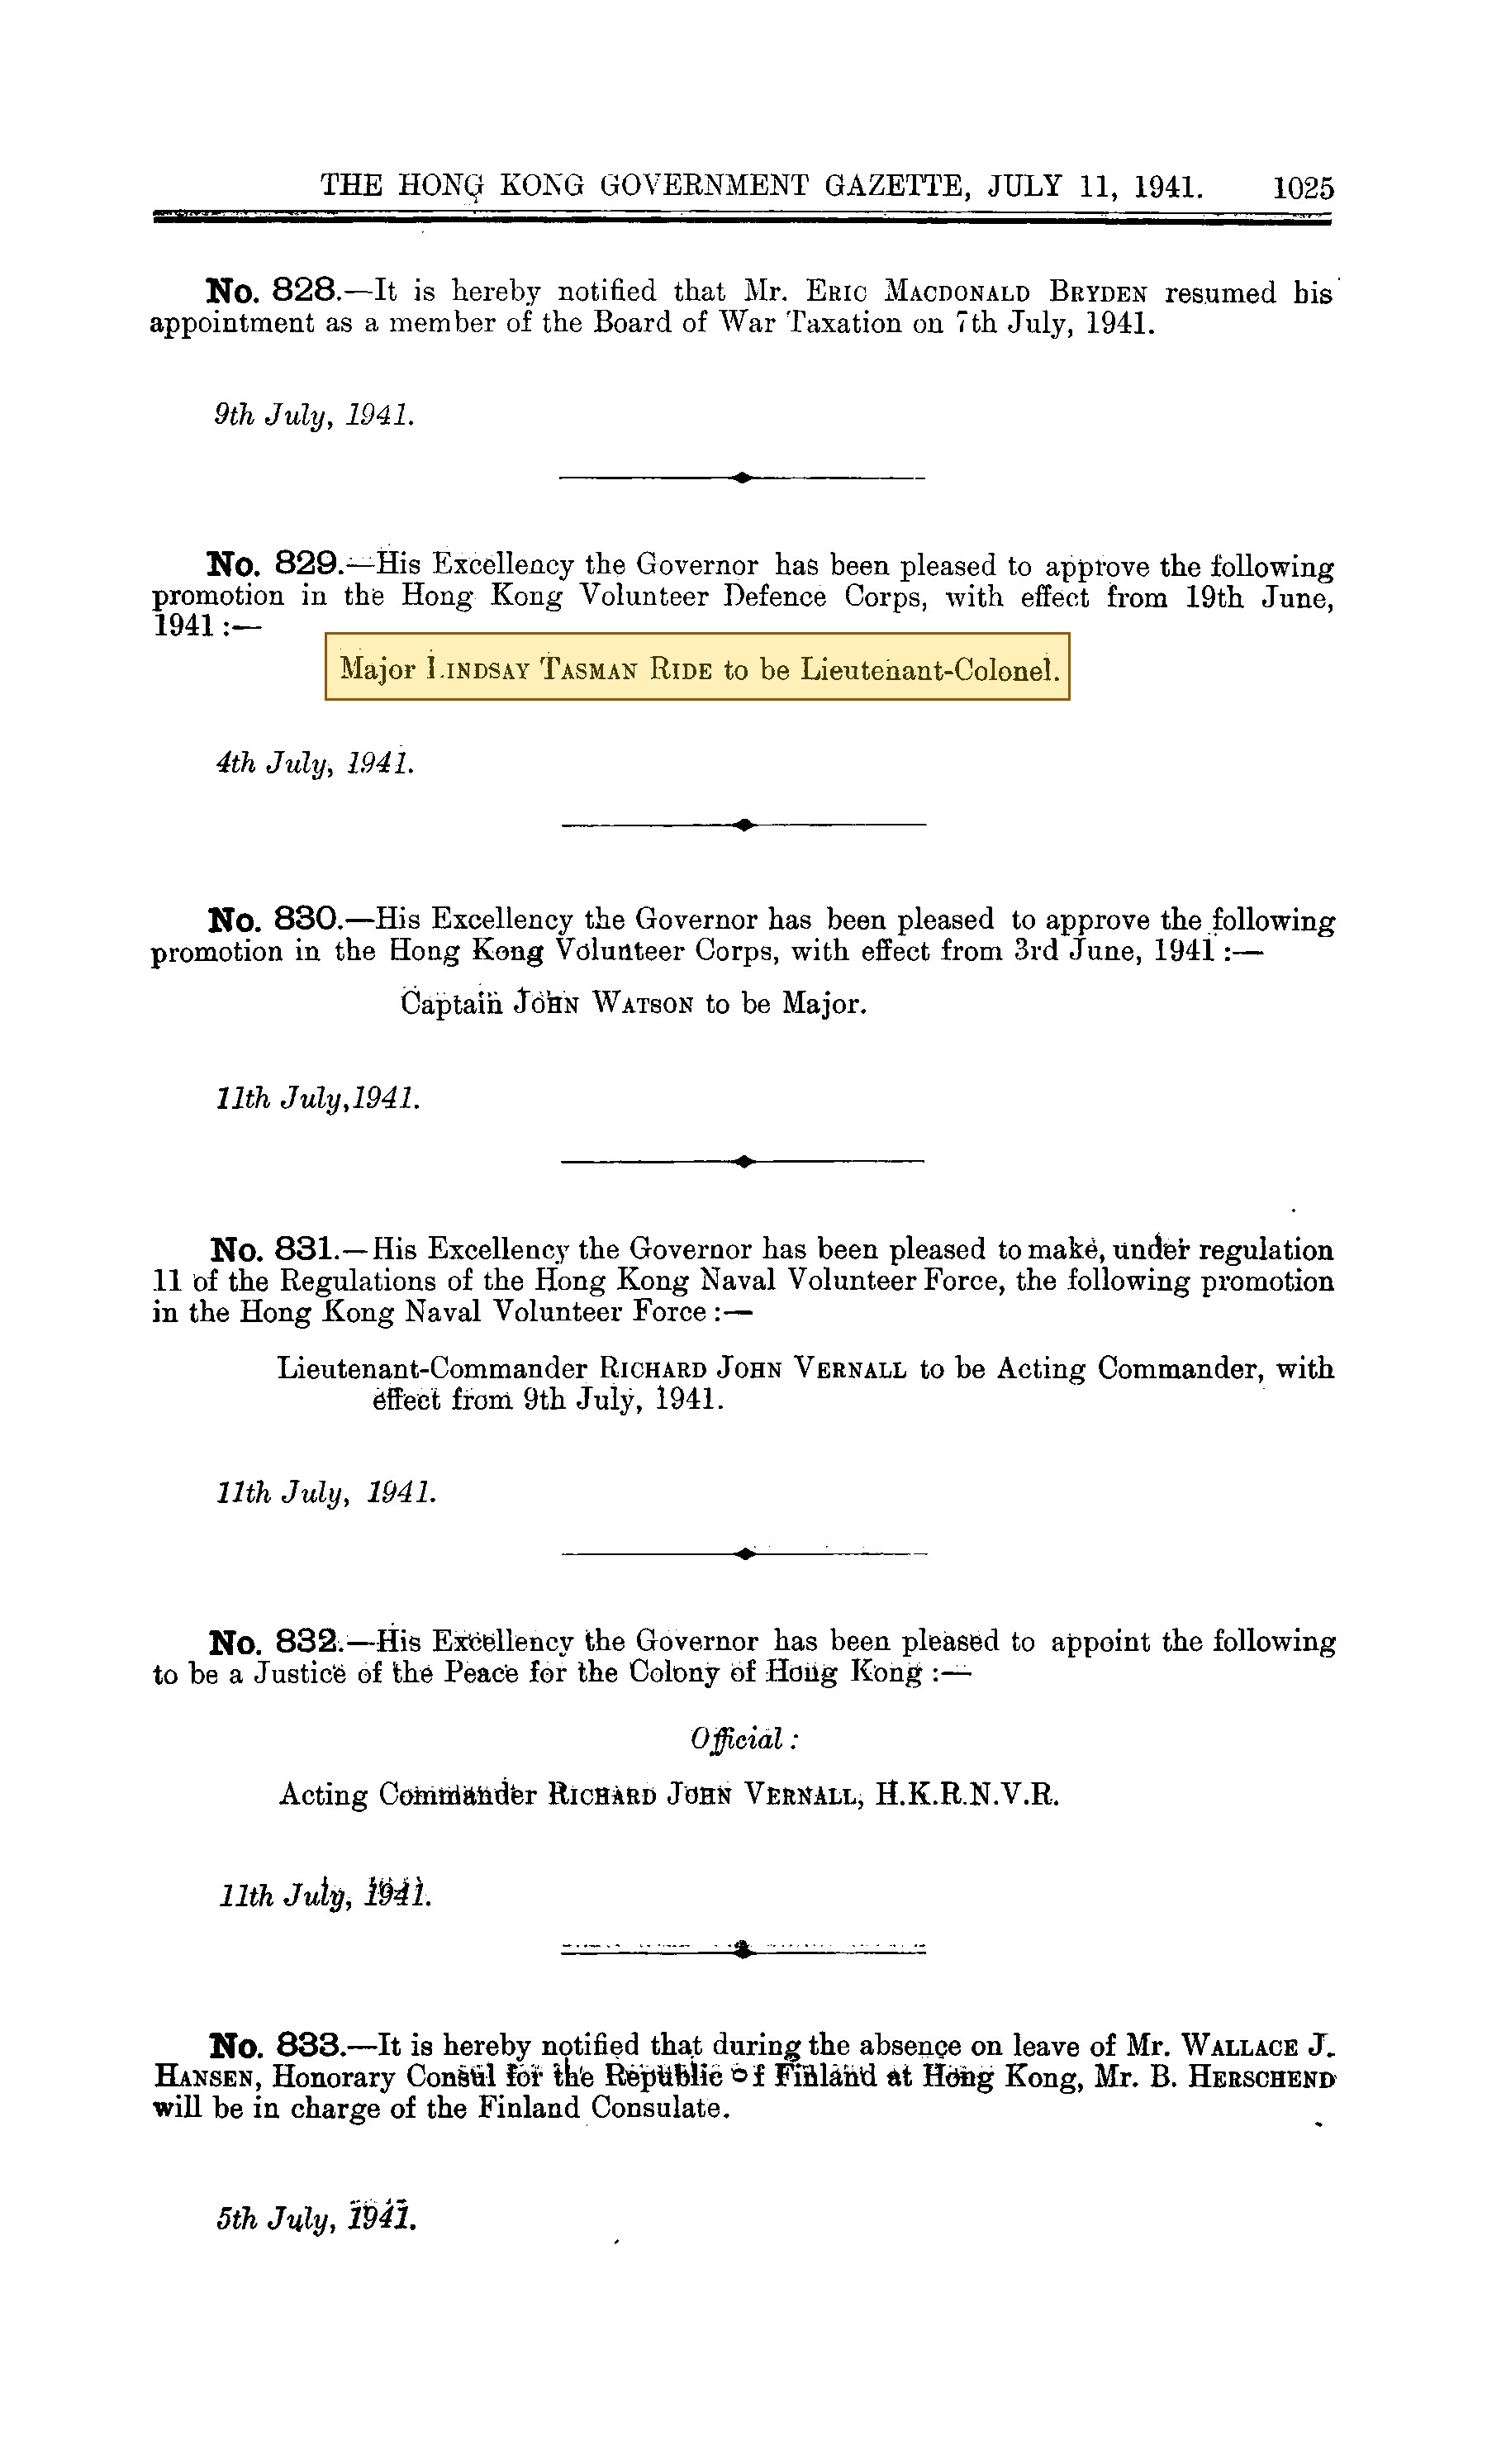 THE HONG KONG GOVERNMENT GAZETTE, JULY 11, 1941. 1025
No. 828.—It is hereby notified that Mr. ERIC MACDONALD BRYDEN resumed his
appointment as a member of the Board of War Taxation on 7th July, 1941.
9th July, 1941.
No. 829.—His Excellency the Governor has been pleased to approve the following
promotion in the Hong Kong Volunteer Defence Corps, with effect from 19th June,
1941 :—
Major LINDSAY TASMAN RIDE to be Lieutenant-Colonel.
4th July, 1941.
No. 830.—His Excellency the Governor has been pleased to approve the following
promotion in the Hong Kong Volunteer Corps, with effect from 3rd June, 1941 :—
Captain JOHN WATSON to be Major.
11th July,1941.
No. 831.—His Excellency the Governor has been pleased to make, under regulation
11 of the Regulations of the Hong Kong Naval Volunteer Force, the following promotion
in the Hong Kong Naval Volunteer Force :—
Lieutenant-Commander RICHARD JOHN VERNALL to be Acting Commander, with
effect from 9th July, 1941.
11th July, 1941.
No. 832.—His Excellency the Governor has been pleased to appoint the following
to be a Justice of the Peace for the Colony of Hong Kong :—
Official :
Acting Commander RICHARD JOHN VERNALL, H.K.R.N.V.R.
11th July, 1941.
No. 833.—It is hereby notified that during the absence on leave of Mr. WALLACE J.
HANSEN, Honorary Consul for the Republic of Finland at Hong Kong, Mr. B. HERSCHEND
will be in charge of the Finland Consulate.
5th July, 1941.